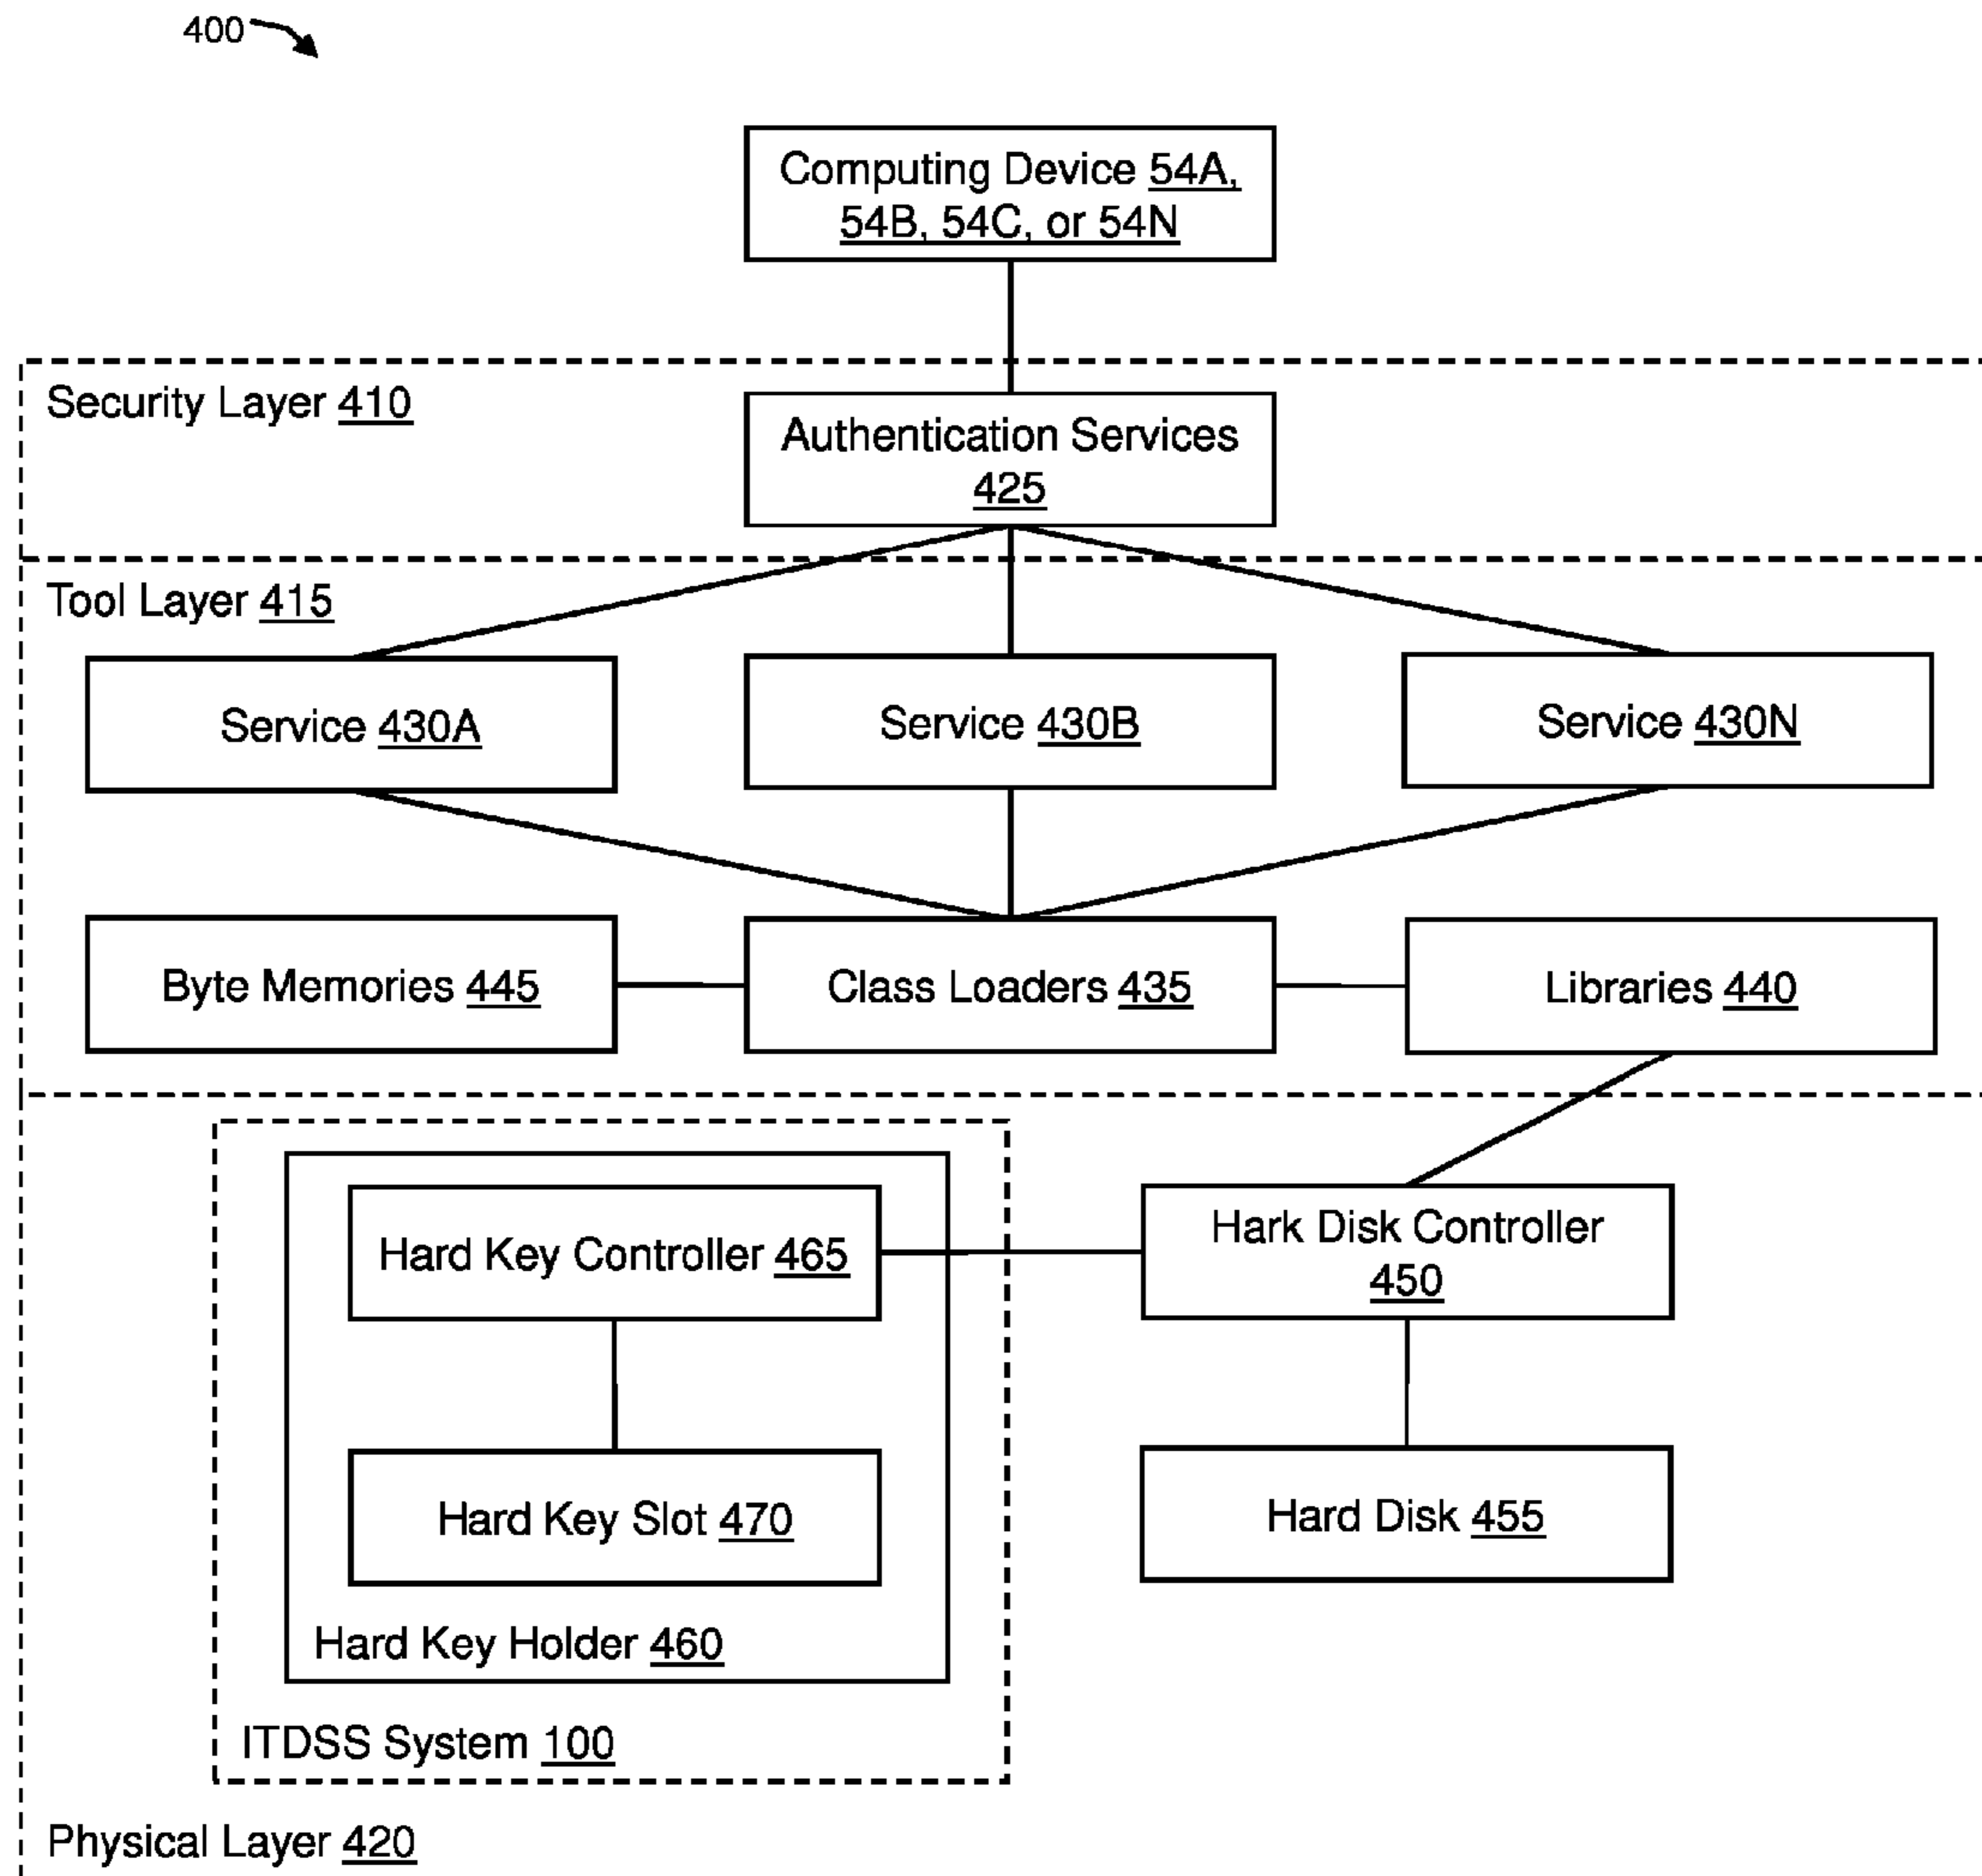 400
Computing Device 54A,
54B, 54C, or 54N
Security Layer 410
Authentication Services
425
Tool Layer 415
Service 430A
Service 430B
Service 430N
Byte Memories 445
Class Loaders 435
Libraries 440
Hard Key Controller 465
Hark Disk Controller
450
Hard Key Slot 470
Hard Disk 455
Hard Key Holder 460
ITDSS System 100
Physical Layer 420